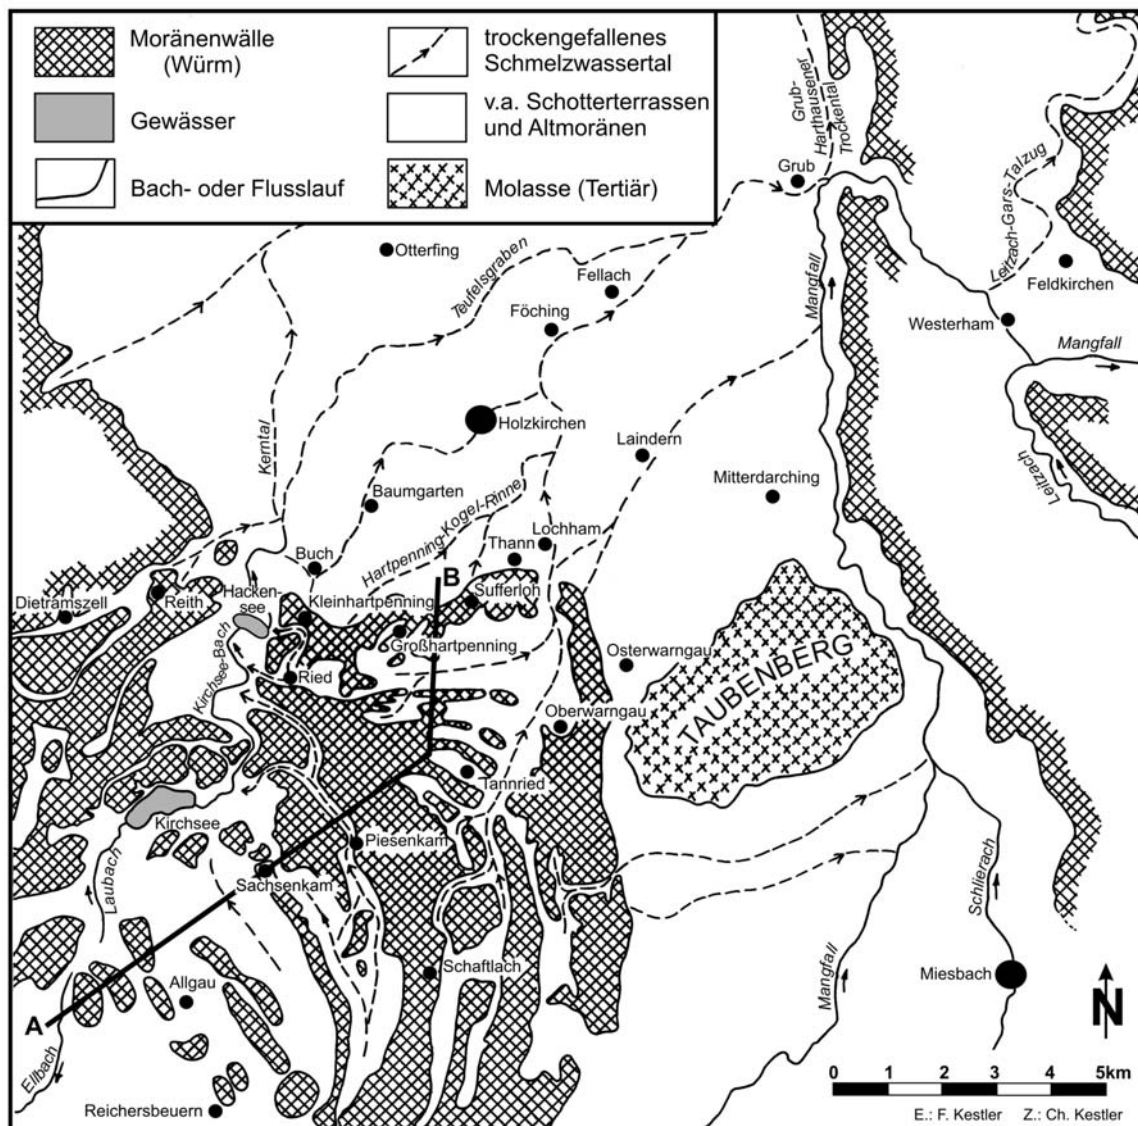 Moränenwälle
(Würm)
trockengefallenes
Schmelzwassertal
Gewässer
v.a. Schotterterrassen
und Altmoränen
Bach- oder Flusslauf
Molasse (Tertiär)
Grub-
Harthausener
Trockental
Grub
Leitzach-Gars-Talzug
Otterfing
Teufelsgraben
Fellach
Feldkirchen
Föching
Mangfall
Westerham
Mangfall
Kerntal
Holzkirchen
Laindern
Leitzach
Mitterdarching
Baumgarten
Hartpenning-Kogel-Rinne
Lochham
Buch
Thann
B
Dietramszell
Reith
Hacken-
see
Kleinhartpenning
Sufferloh
Großhartpenning
Kirchsee-Bach
Ried
Osterwarngau
TAUBENBERG
Oberwarngau
Tannried
Kirchsee
Piesenkam
Laubach
Sachsenkam
Schlierach
Schaftlach
Allgau
Mangfall
Miesbach
A
N
Ellbach
Reichersbeuern
0 1 2 3 4 5km
E.: F. Kestler Z.: Ch. Kestler